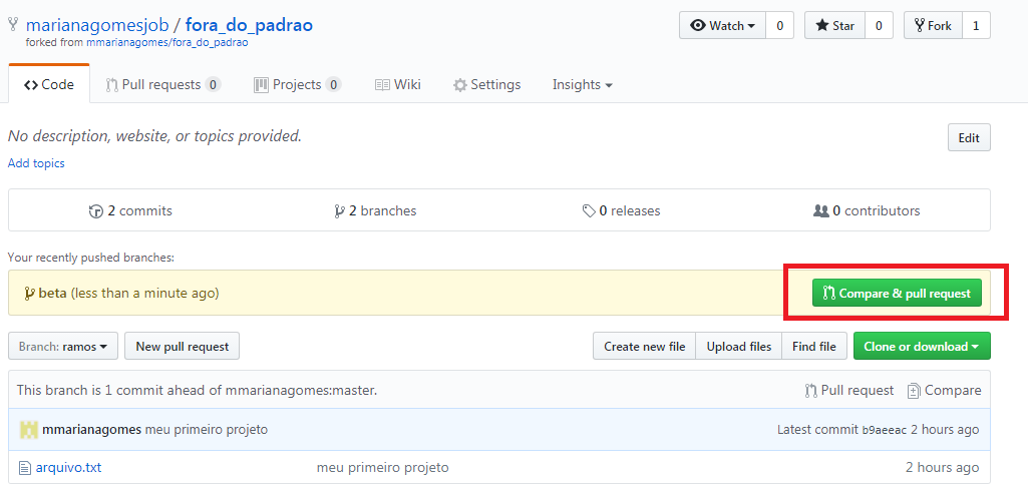 marianagomesjob / fora_do_padrao
Watch 0 Star 0 Fork 1
forked from mmarianagomes/fora_do_padrao
Code Pull requests 0 Projects 0 Wiki Settings Insights
No description, website, or topics provided. Edit
Add topics
2 commits 2 branches 0 releases 0 contributors
Your recently pushed branches:
beta (less than a minute ago) Compare & pull request
Branch: ramos New pull request Create new file Upload files Find file Clone or download
This branch is 1 commit ahead of mmarianagomes:master. Pull request Compare
mmarianagomes meu primeiro projeto Latest commit b9aeeac 2 hours ago
arquivo.txt meu primeiro projeto 2 hours ago